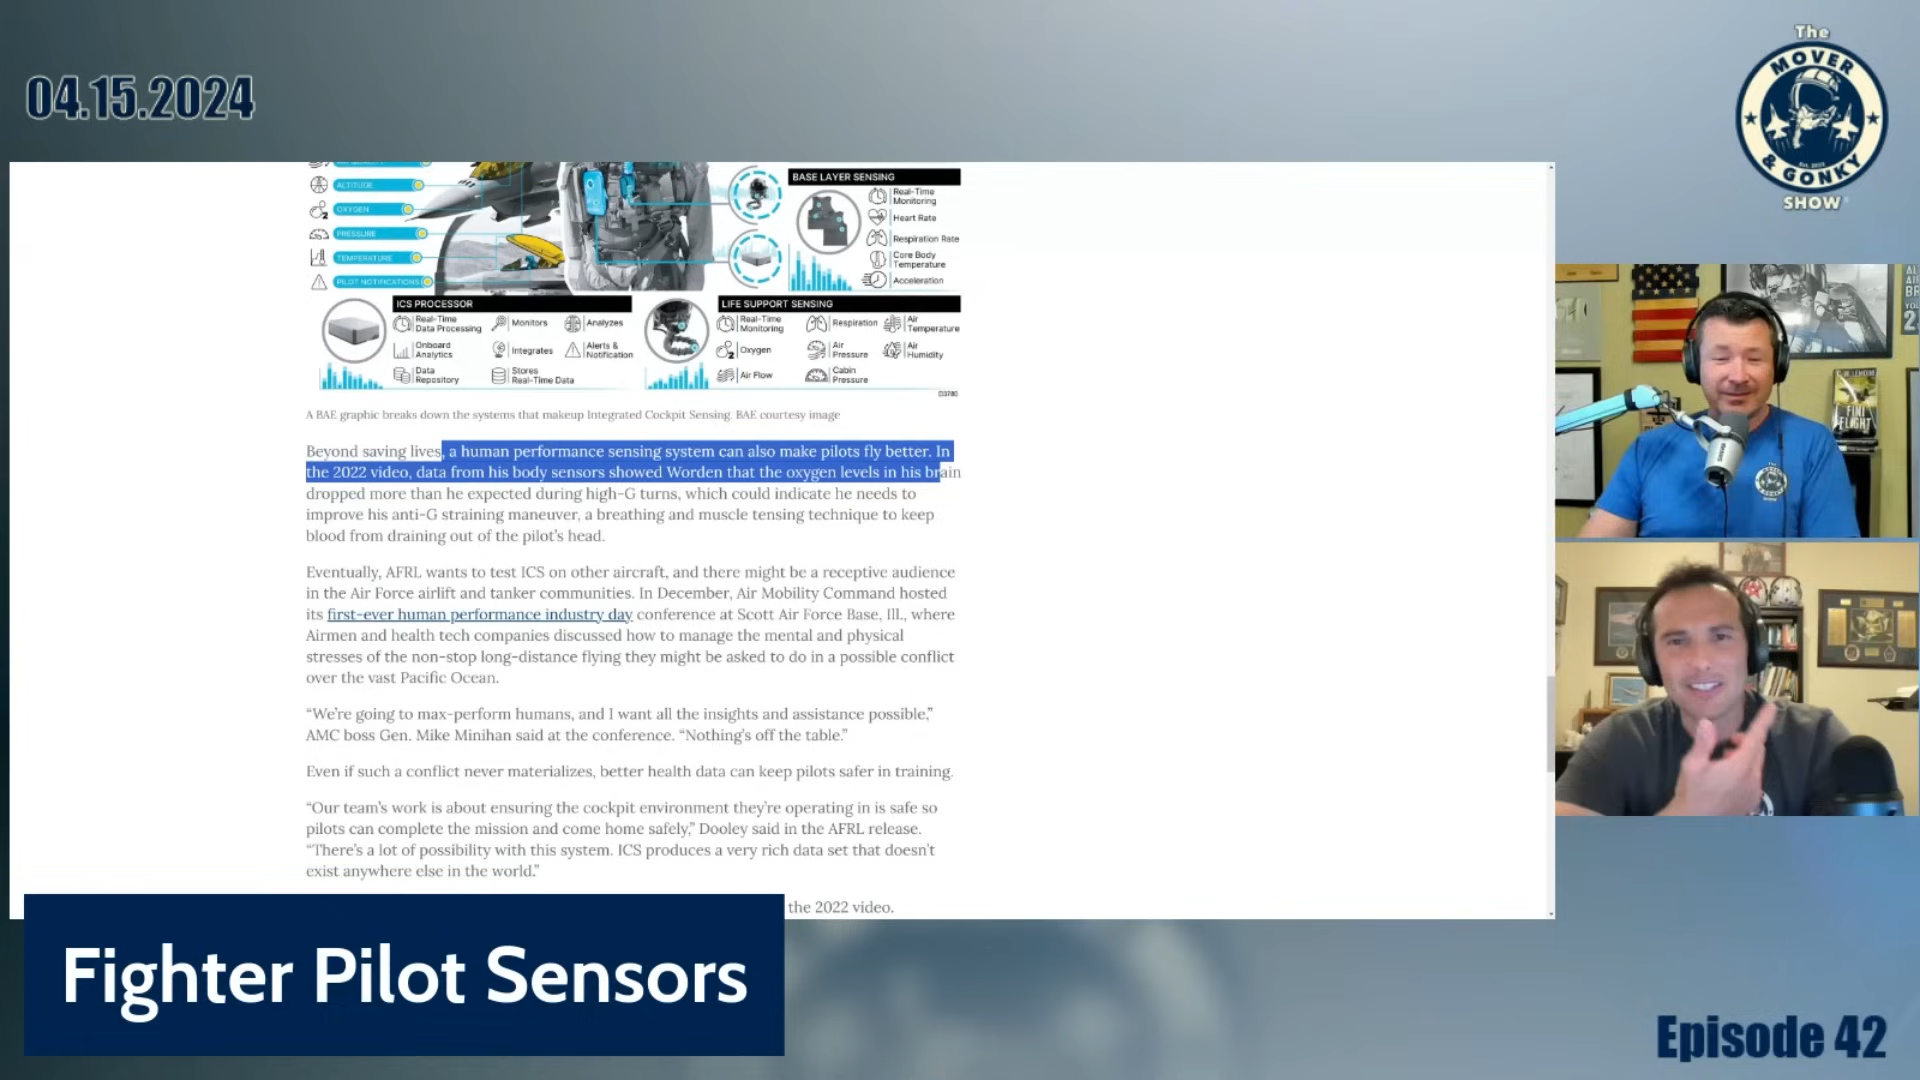 04.15.2024
The
MOVER
& GONKY
SHOW
ALTITUDE
OXYGEN
PRESSURE
TEMPERATURE
PILOT NOTIFICATIONS
BASE LAYER SENSING
Real-Time
Monitoring
Heart Rate
Respiration Rate
Core Body
Temperature
Acceleration
ICS PROCESSOR
Real-Time
Data Processing
Monitors
Analyzes
Onboard
Analytics
Integrates
Alerts &
Notification
Data
Repository
Stores
Real-Time Data
LIFE SUPPORT SENSING
Real-Time
Monitoring
Respiration
Air
Temperature
Oxygen
Air
Pressure
Air
Humidity
Air Flow
Cabin
Pressure
A BAE graphic breaks down the systems that makeup Integrated Cockpit Sensing. BAE courtesy image
Beyond saving lives, a human performance sensing system can also make pilots fly better. In
the 2022 video, data from his body sensors showed Worden that the oxygen levels in his brain
dropped more than he expected during high-G turns, which could indicate he needs to
improve his anti-G straining maneuver, a breathing and muscle tensing technique to keep
blood from draining out of the pilot's head.
Eventually, AFRL wants to test ICS on other aircraft, and there might be a receptive audience
in the Air Force airlift and tanker communities. In December, Air Mobility Command hosted
its first-ever human performance industry day conference at Scott Air Force Base, Ill., where
Airmen and health tech companies discussed how to manage the mental and physical
stresses of the non-stop long-distance flying they might be asked to do in a possible conflict
over the vast Pacific Ocean.
“We're going to max-perform humans, and I want all the insights and assistance possible,”
AMC boss Gen. Mike Minihan said at the conference. “Nothing's off the table.”
Even if such a conflict never materializes, better health data can keep pilots safer in training.
“Our team's work is about ensuring the cockpit environment they're operating in is safe so
pilots can complete the mission and come home safely,” Dooley said in the AFRL release.
“There's a lot of possibility with this system. ICS produces a very rich data set that doesn't
exist anywhere else in the world.”
the 2022 video.
FINI
FLIGHT
Fighter Pilot Sensors
Episode 42